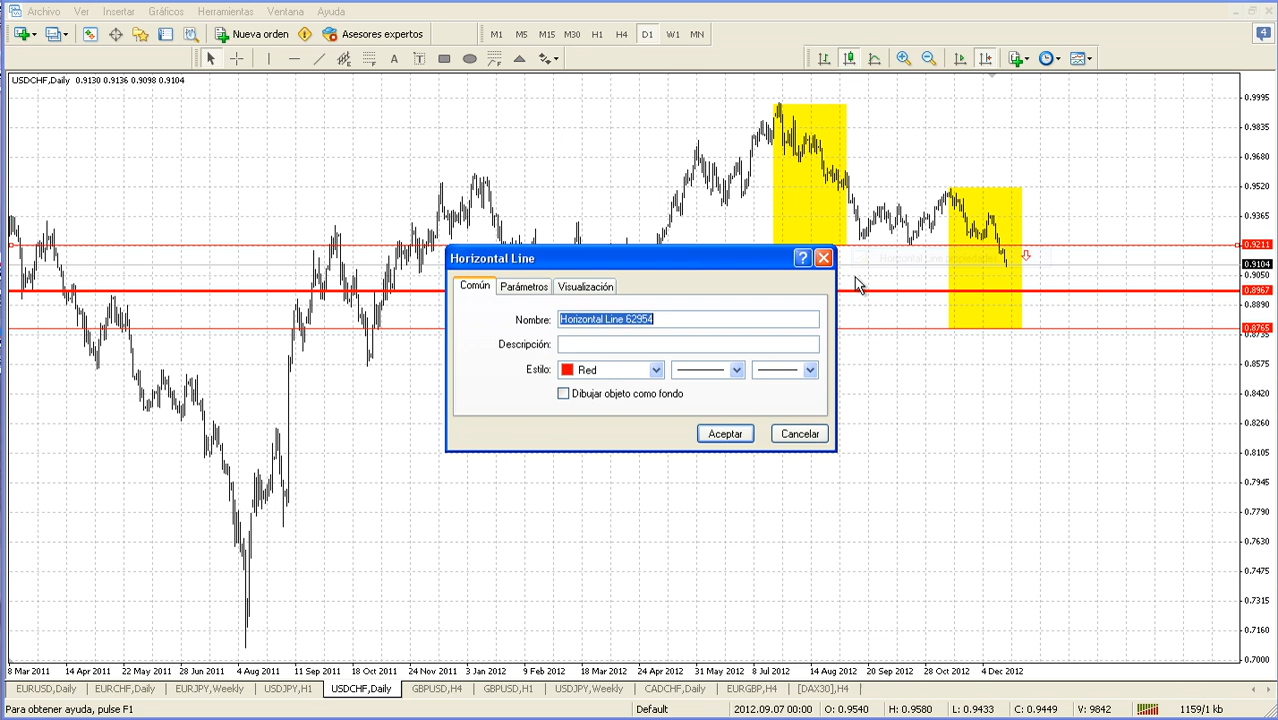 Archivo Ver Insertar Gráficos Herramientas Ventana Ayuda
Nueva orden Asesores expertos M1 M5 M15 M30 H1 H4 D1 W1 MN 4
A T
USDCHF,Daily 0.9130 0.9136 0.9098 0.9104
0.9995
0.9835
0.9680
0.9520
0.9365
0.9211
0.9104
0.9050
0.8967
0.8890
0.8765
0.8575
0.8420
0.8260
0.8105
0.7945
0.7790
0.7630
0.7475
0.7315
0.7160
0.7000
Horizontal Line
Común Parámetros Visualización
Nombre: Horizontal Line 62954
Descripción:
Estilo: Red
Dibujar objeto como fondo
Aceptar Cancelar
8 Mar 2011 14 Apr 2011 22 May 2011 28 Jun 2011 4 Aug 2011 11 Sep 2011 18 Oct 2011 24 Nov 2011 3 Jan 2012 9 Feb 2012 18 Mar 2012 24 Apr 2012 31 May 2012 8 Jul 2012 14 Aug 2012 20 Sep 2012 28 Oct 2012 4 Dec 2012
EURUSD,Daily EURCHF,Daily EURJPY,Weekly USDJPY,H1 USDCHF,Daily GBPUSD,H4 GBPUSD,H1 USDJPY,Weekly CADCHF,Daily EURGBP,H4 [DAX30],H4
Para obtener ayuda, pulse F1 Default 2012.09.07 00:00 O: 0.9540 H: 0.9580 L: 0.9433 C: 0.9449 V: 9842 1159/1 kb